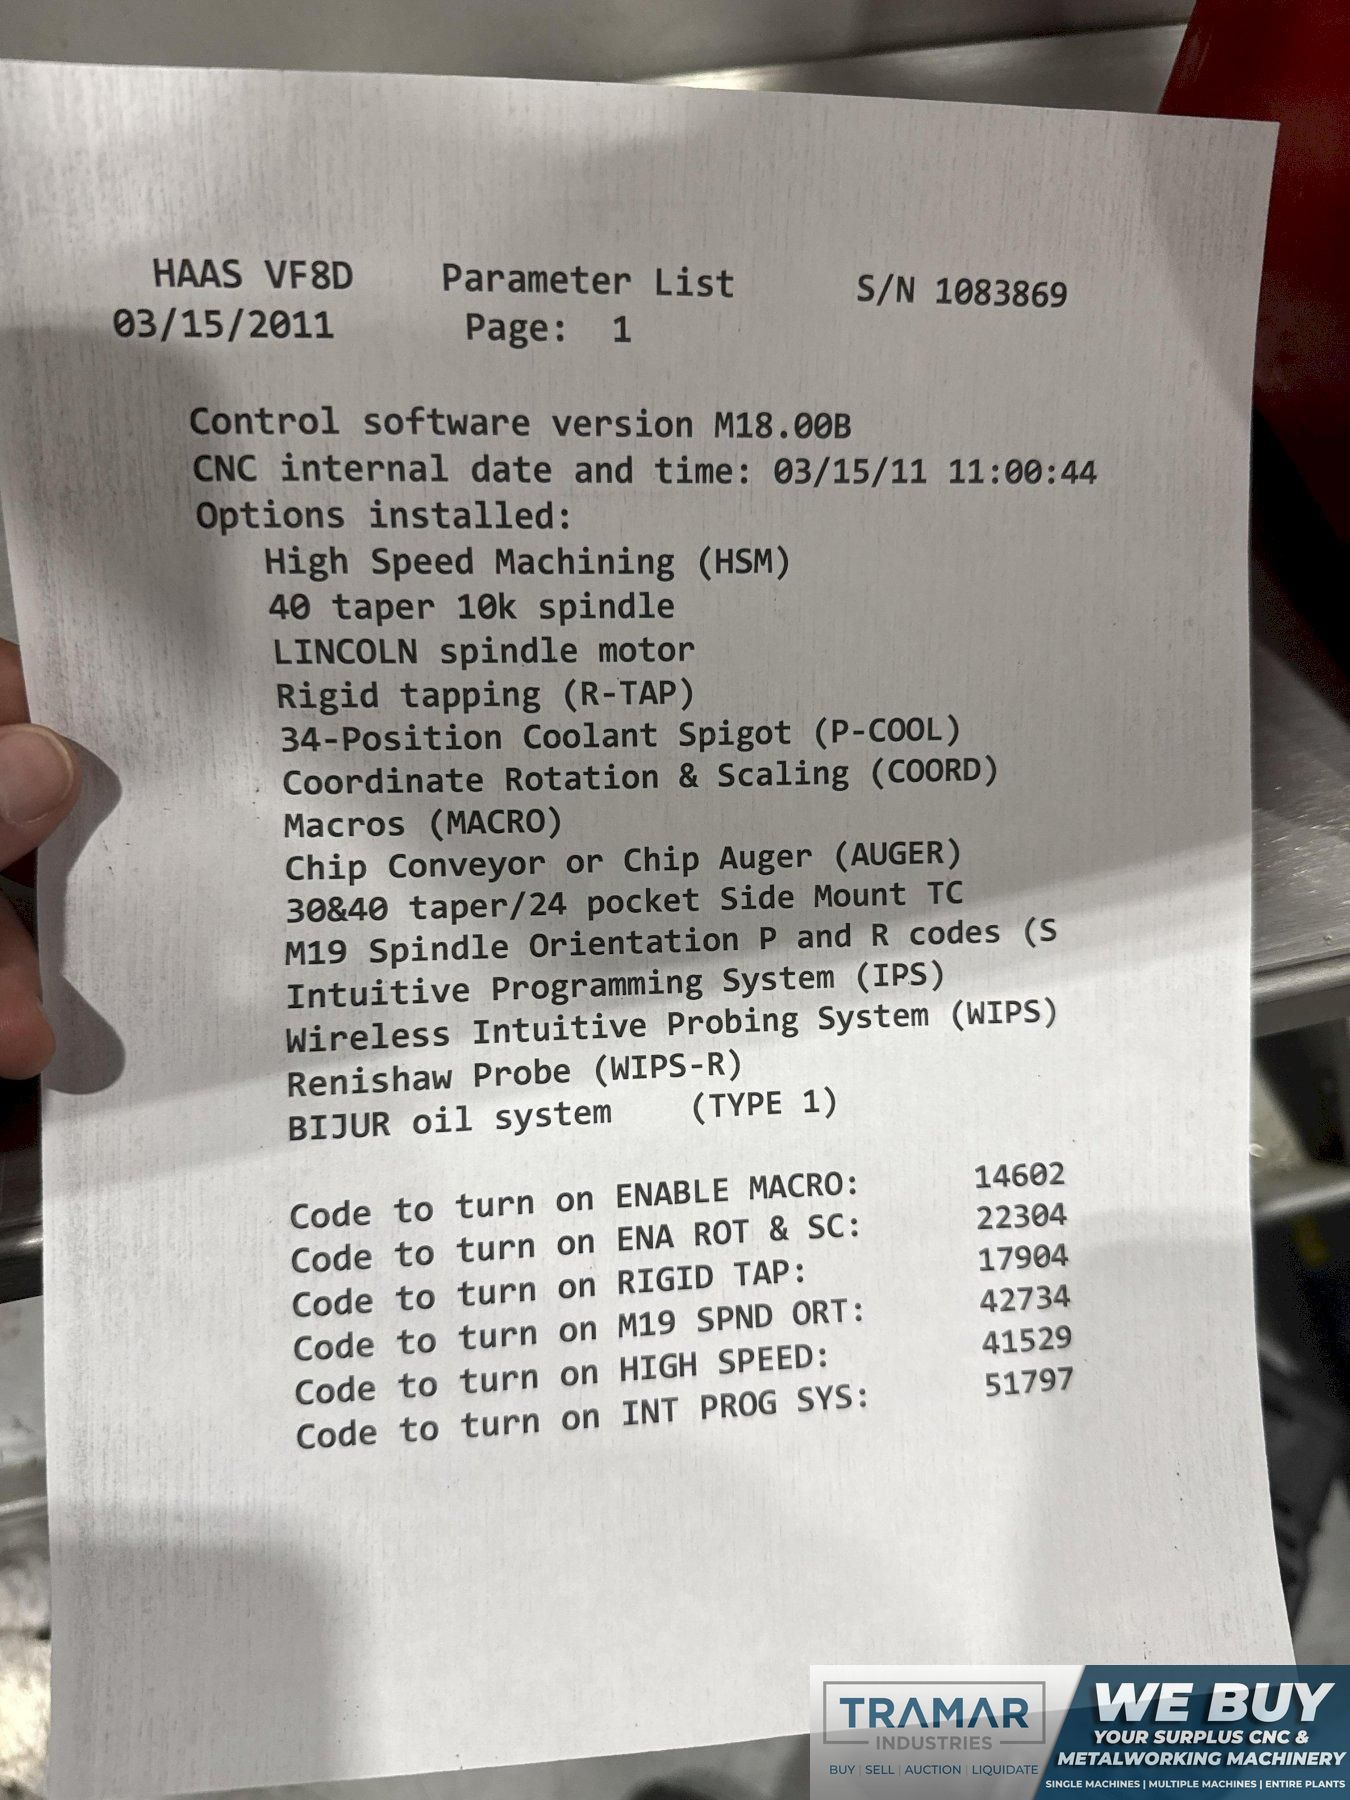 HAAS VF8D Parameter List S/N 1083869
03/15/2011 Page: 1
Control software version M18.00B
CNC internal date and time: 03/15/11 11:00:44
Options installed:
High Speed Machining (HSM)
40 taper 10k spindle
LINCOLN spindle motor
Rigid tapping (R-TAP)
34-Position Coolant Spigot (P-COOL)
Coordinate Rotation & Scaling (COORD)
Macros (MACRO)
Chip Conveyor or Chip Auger (AUGER)
30&40 taper/24 pocket Side Mount TC
M19 Spindle Orientation P and R codes (S
Intuitive Programming System (IPS)
Wireless Intuitive Probing System (WIPS)
Renishaw Probe (WIPS-R)
BIJUR oil system (TYPE 1)
Code to turn on ENABLE MACRO: 14602
Code to turn on ENA ROT & SC: 22304
Code to turn on RIGID TAP: 17904
Code to turn on M19 SPND ORT: 42734
Code to turn on HIGH SPEED: 41529
Code to turn on INT PROG SYS: 51797
TRAMAR
INDUSTRIES
BUY | SELL | AUCTION | LIQUIDATE
WE BUY
YOUR SURPLUS CNC &
METALWORKING MACHINERY
SINGLE MACHINES | MULTIPLE MACHINES | ENTIRE PLANTS